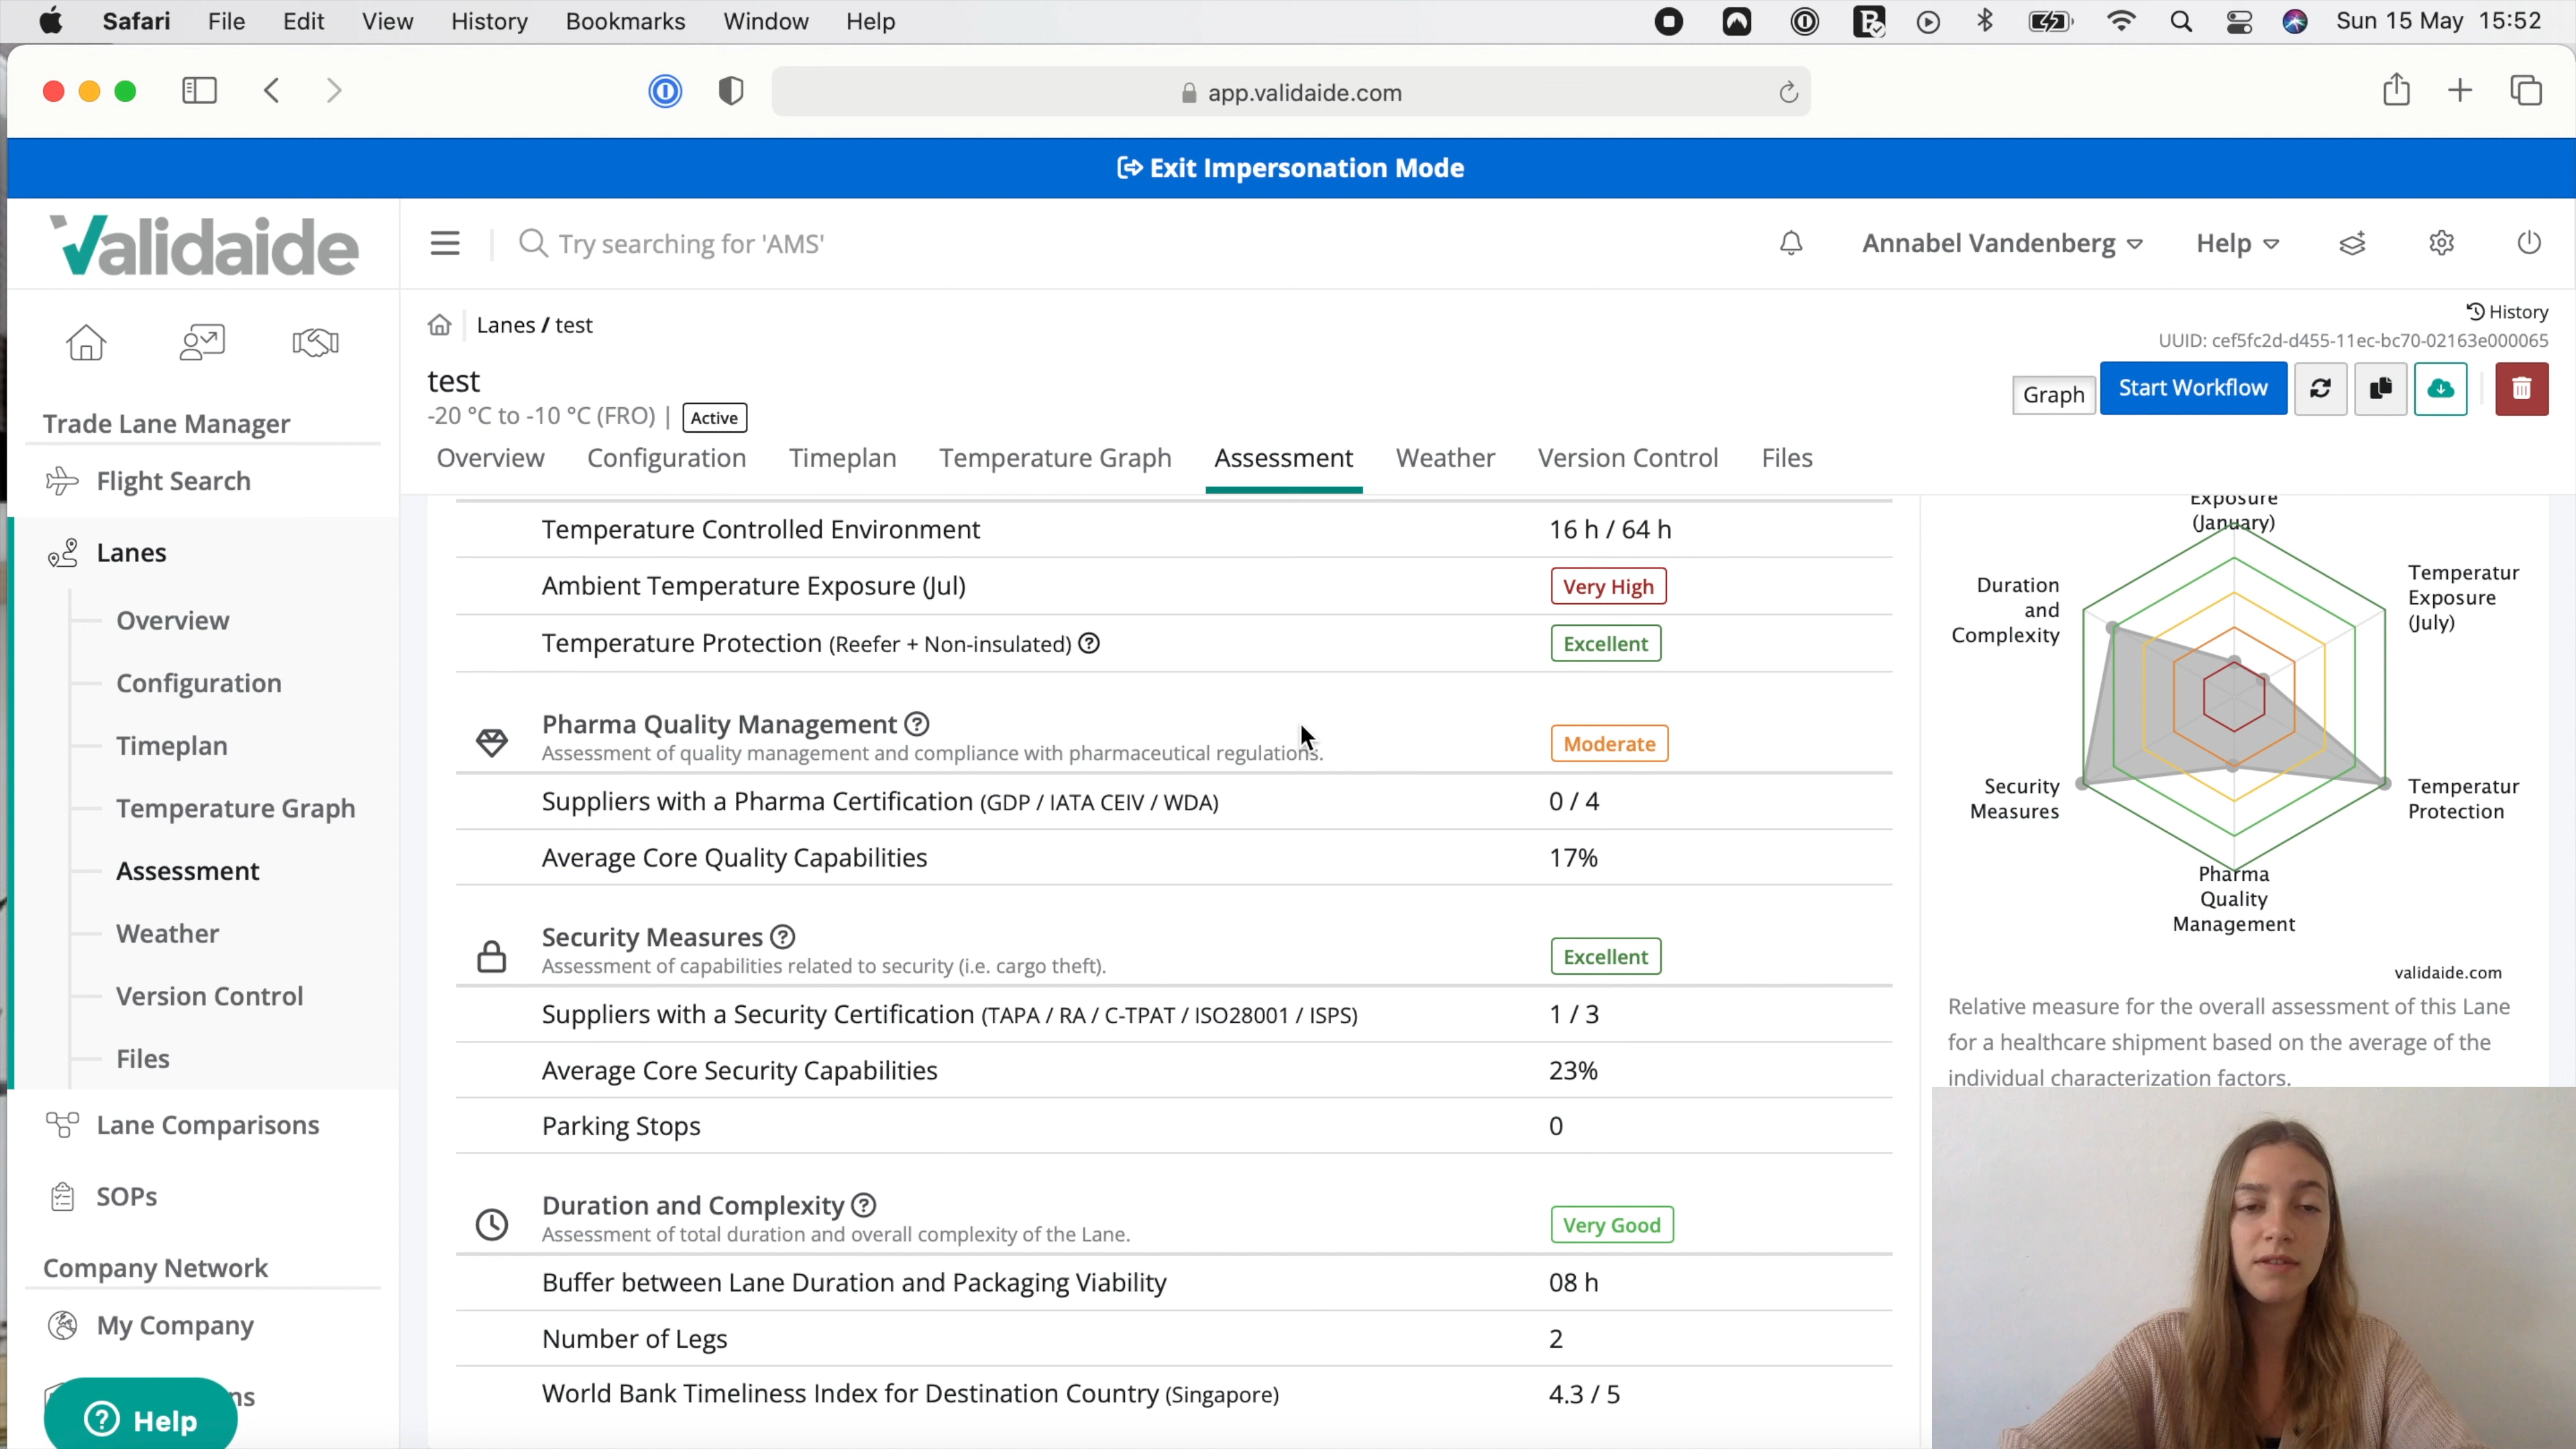 Safari File Edit View History Bookmarks Window Help Sun 15 May 15:52
app.validaide.com
Exit Impersonation Mode
Validaide
Try searching for 'AMS'
Annabel Vandenberg Help
Lanes / test
History
UUID: cef5fc2d-d455-11ec-bc70-02163e000065
test
-20 °C to -10 °C (FRO) | Active
Graph Start Workflow
Overview Configuration Timeplan Temperature Graph Assessment Weather Version Control Files
Trade Lane Manager
Flight Search
Lanes
Overview
Configuration
Timeplan
Temperature Graph
Assessment
Weather
Version Control
Files
Lane Comparisons
SOPs
Company Network
My Company
Help
Temperature Controlled Environment 16 h / 64 h
Ambient Temperature Exposure (Jul) Very High
Temperature Protection (Reefer + Non-insulated) Excellent
Pharma Quality Management
Assessment of quality management and compliance with pharmaceutical regulations.
Moderate
Suppliers with a Pharma Certification (GDP / IATA CEIV / WDA) 0 / 4
Average Core Quality Capabilities 17%
Security Measures
Assessment of capabilities related to security (i.e. cargo theft).
Excellent
Suppliers with a Security Certification (TAPA / RA / C-TPAT / ISO28001 / ISPS) 1 / 3
Average Core Security Capabilities 23%
Parking Stops 0
Duration and Complexity
Assessment of total duration and overall complexity of the Lane.
Very Good
Buffer between Lane Duration and Packaging Viability 08 h
Number of Legs 2
World Bank Timeliness Index for Destination Country (Singapore) 4.3 / 5
Exposure
(January)
Temperatur
Exposure
(July)
Duration
and
Complexity
Security
Measures
Temperatur
Protection
Pharma
Quality
Management
validaide.com
Relative measure for the overall assessment of this Lane
for a healthcare shipment based on the average of the
individual characterization factors.